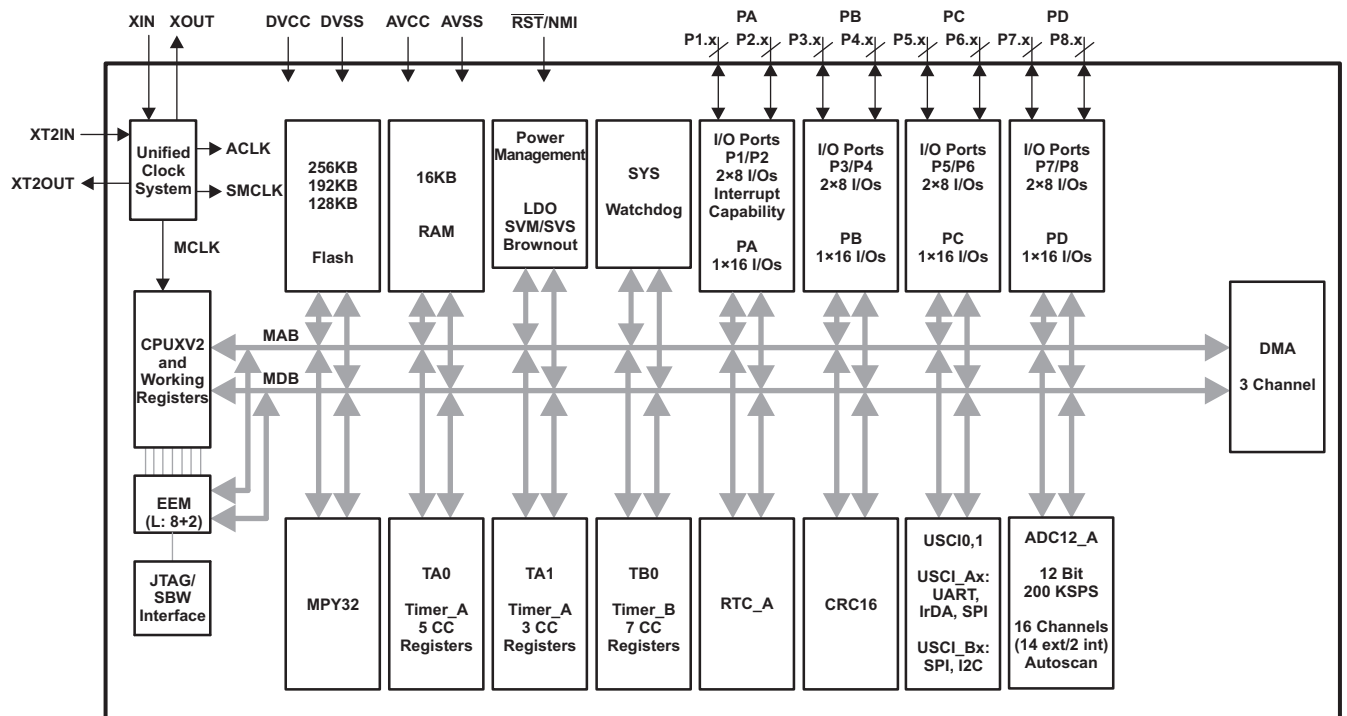 XIN XOUT DVCC DVSS AVCC AVSS RST/NMI PA PB PC PD
P1.x P2.x P3.x P4.x P5.x P6.x P7.x P8.x
XT2IN
XT2OUT
Unified
Clock
System
ACLK
SMCLK
MCLK
256KB
192KB
128KB
Flash
16KB
RAM
Power
Management
LDO
SVM/SVS
Brownout
SYS
Watchdog
I/O Ports
P1/P2
2×8 I/Os
Interrupt
Capability
PA
1×16 I/Os
I/O Ports
P3/P4
2×8 I/Os
PB
1×16 I/Os
I/O Ports
P5/P6
2×8 I/Os
PC
1×16 I/Os
I/O Ports
P7/P8
2×8 I/Os
PD
1×16 I/Os
CPUXV2
and
Working
Registers
MAB
MDB
DMA
3 Channel
EEM
(L: 8+2)
JTAG/
SBW
Interface
MPY32
TA0
Timer_A
5 CC
Registers
TA1
Timer_A
3 CC
Registers
TB0
Timer_B
7 CC
Registers
RTC_A
CRC16
USCI0,1
USCI_Ax:
UART,
IrDA, SPI
USCI_Bx:
SPI, I2C
ADC12_A
12 Bit
200 KSPS
16 Channels
(14 ext/2 int)
Autoscan